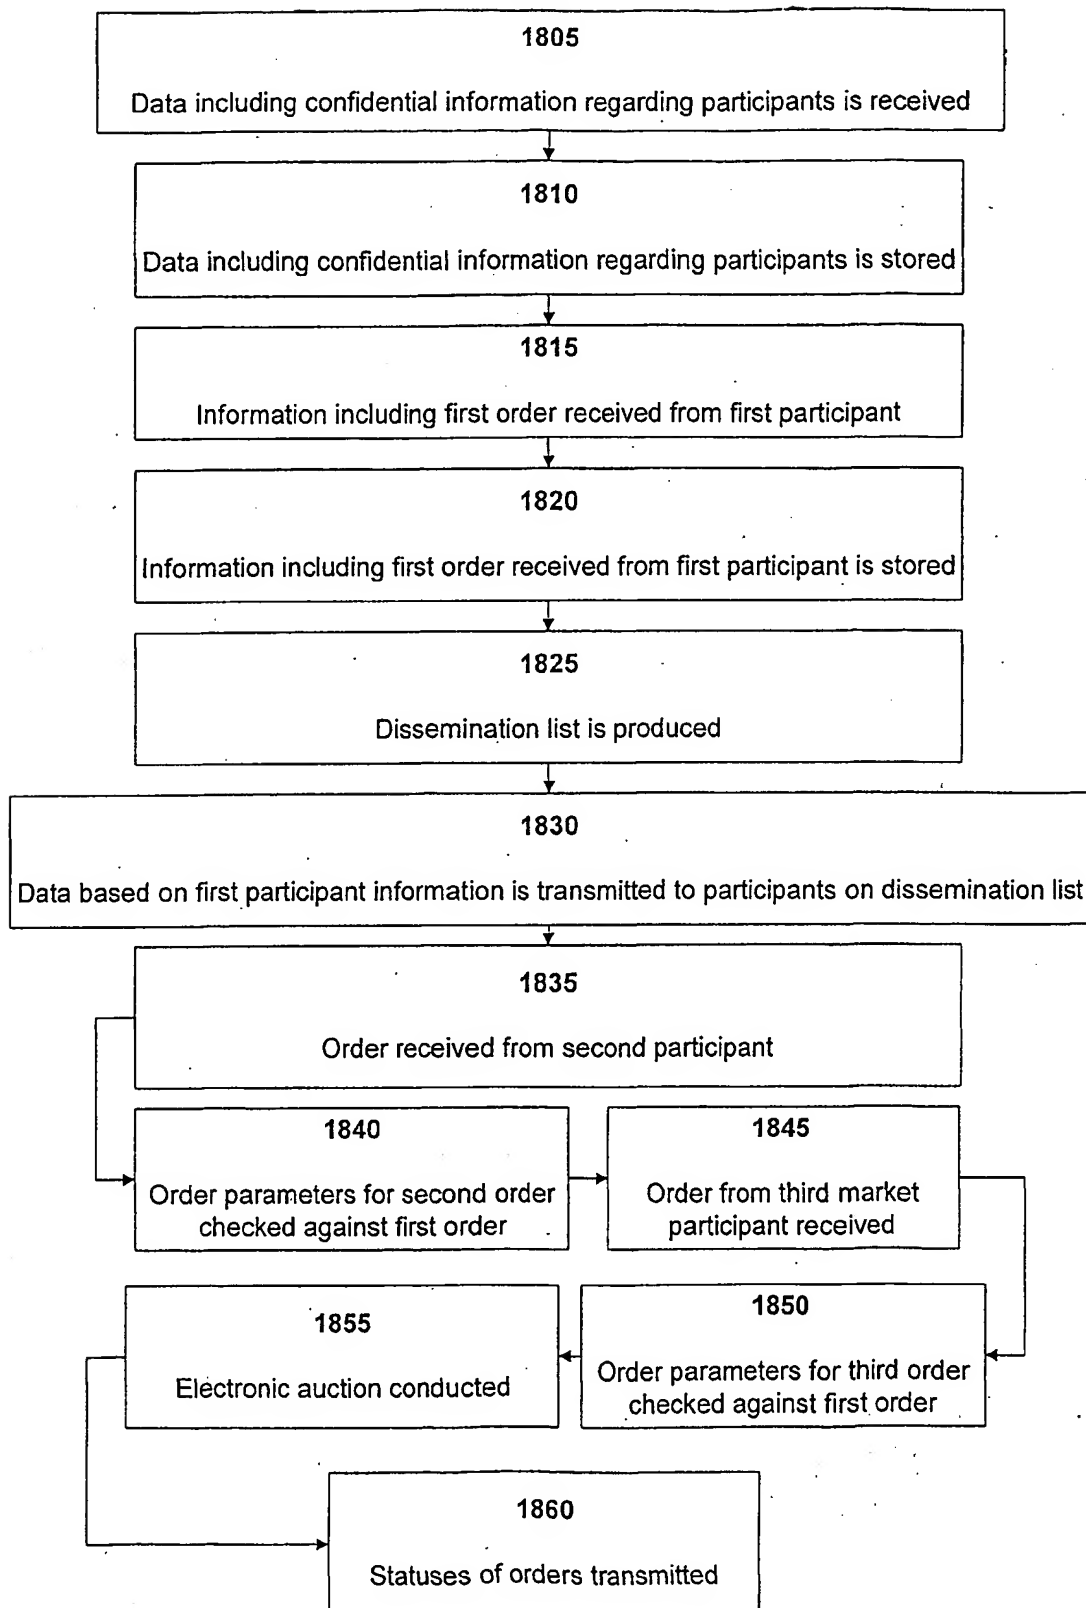 1805
Data including confidential information regarding participants is received
1810
Data including confidential information regarding participants is stored
1815
Information including first order received from first participant
1820
Information including first order received from first participant is stored
1825
Dissemination list is produced
1830
Data based on first participant information is transmitted to participants on dissemination list
1835
Order received from second participant
1840
Order parameters for second order
checked against first order
1845
Order from third market
participant received
1850
Order parameters for third order
checked against first order
1855
Electronic auction conducted
1860
Statuses of orders transmitted